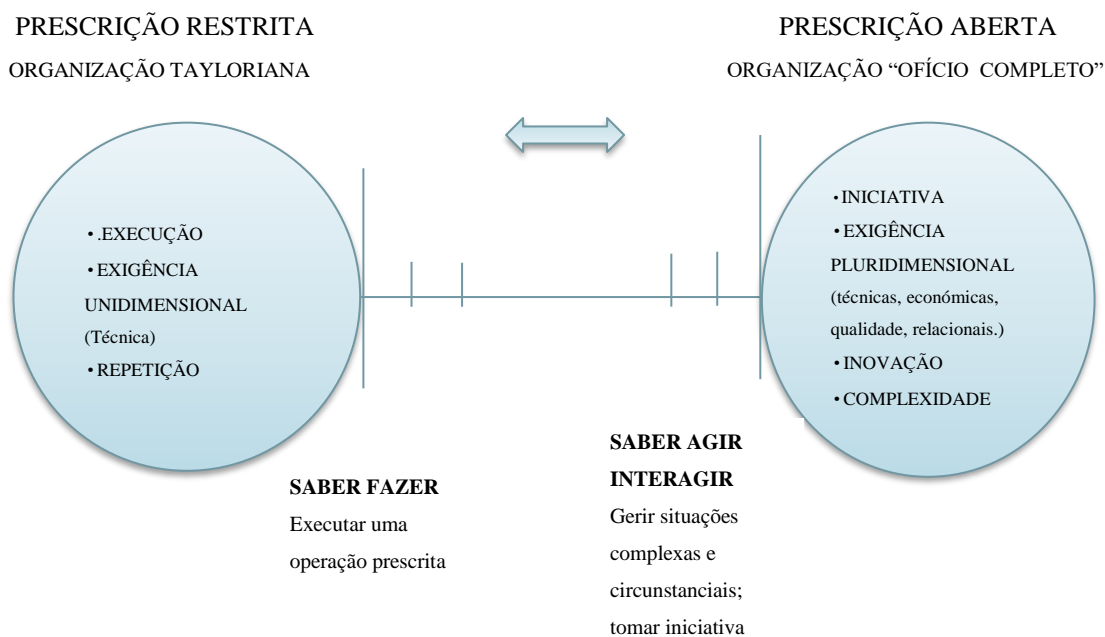 PRESCRIÇÃO RESTRITA
ORGANIZAÇÃO TAYLORIANA
PRESCRIÇÃO ABERTA
ORGANIZAÇÃO “OFÍCIO COMPLETO”
• .EXECUÇÃO
• EXIGÊNCIA
UNIDIMENSIONAL
(Técnica)
• REPETIÇÃO
• INICIATIVA
• EXIGÊNCIA
PLURIDIMENSIONAL
(técnicas, económicas,
qualidade, relacionais.)
• INOVAÇÃO
• COMPLEXIDADE
SABER FAZER
Executar uma
operação prescrita
SABER AGIR
INTERAGIR
Gerir situações
complexas e
circunstanciais;
tomar iniciativa